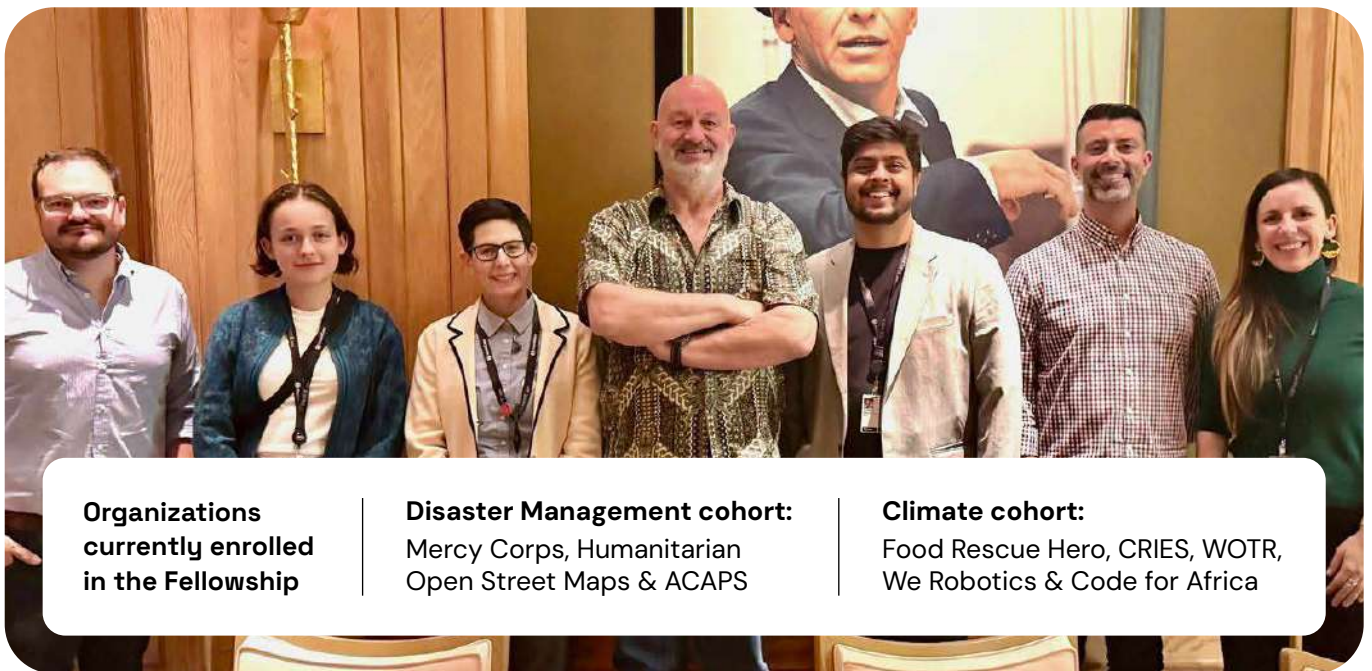 Organizations
currently enrolled
in the Fellowship
Disaster Management cohort:
Mercy Corps, Humanitarian
Open Street Maps & ACAPS
Climate cohort:
Food Rescue Hero, CRIES, WOTR,
We Robotics & Code for Africa